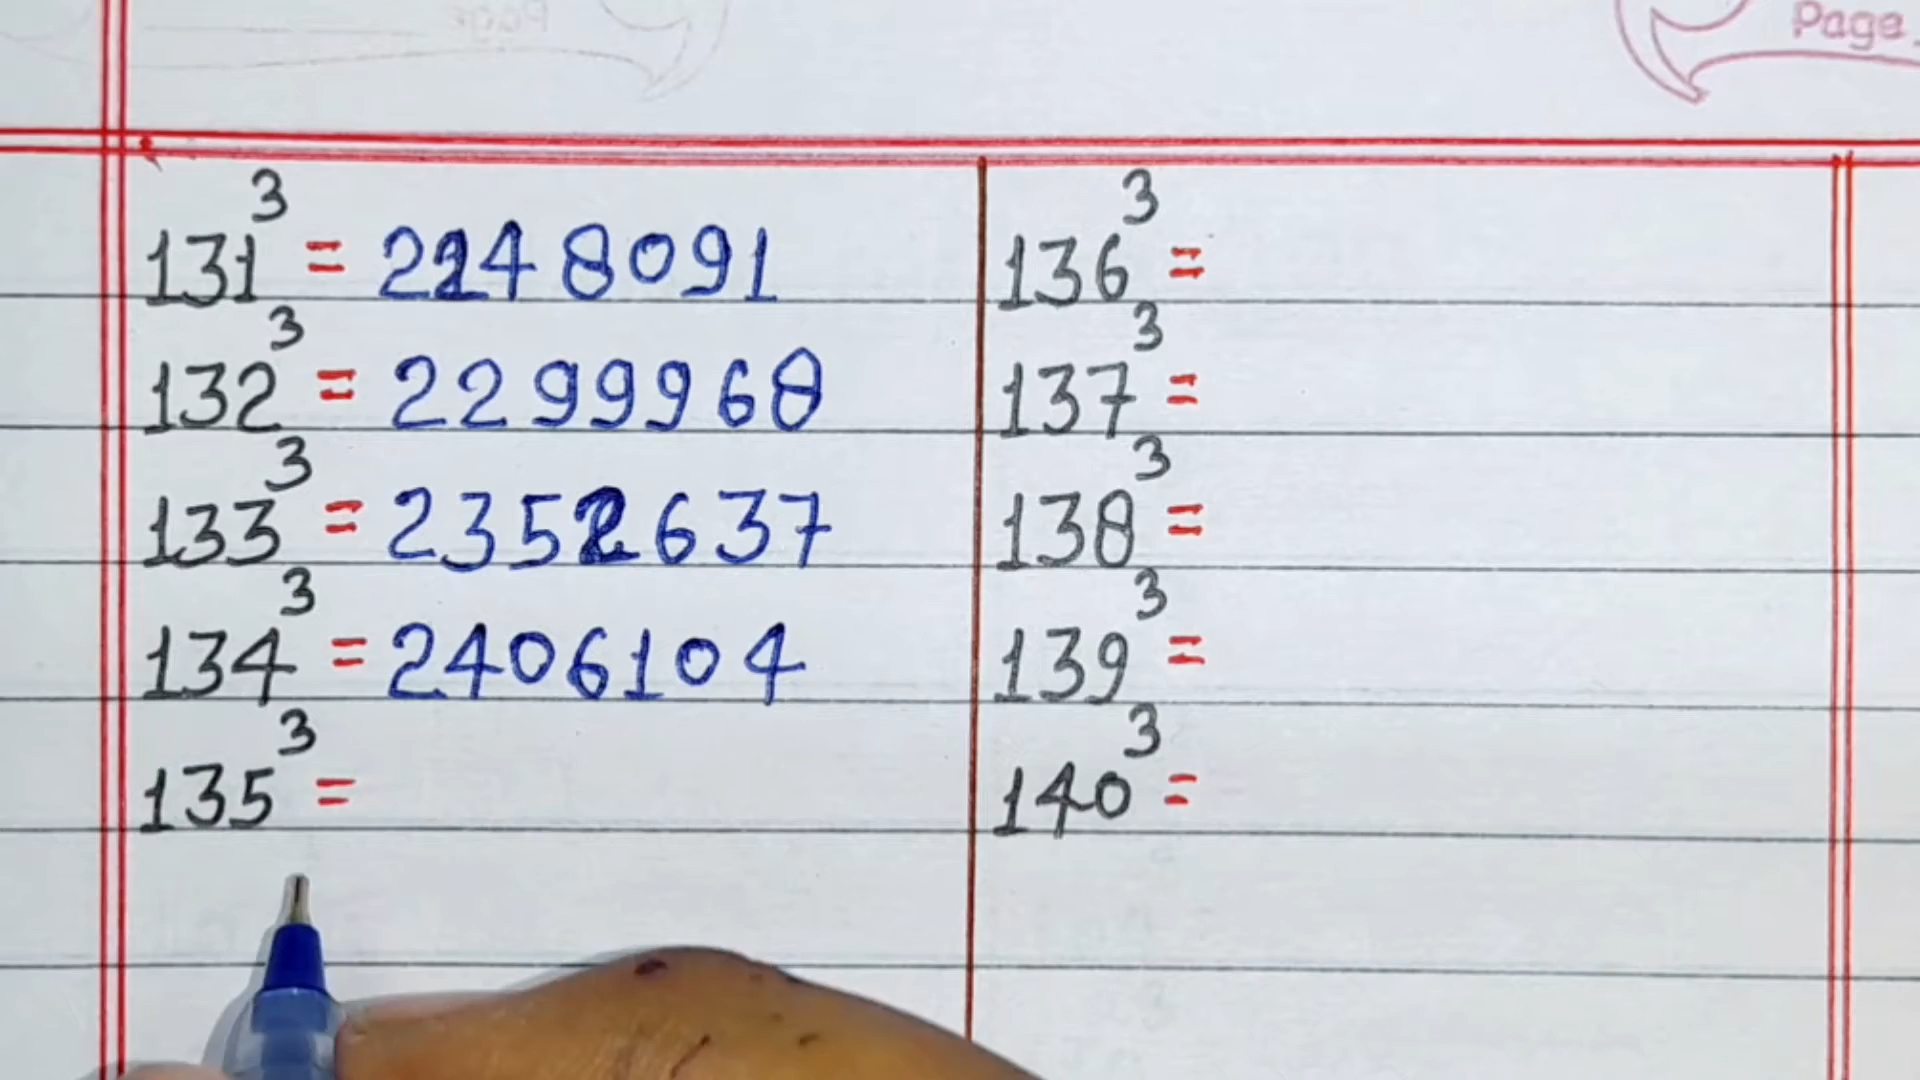 Page
131³ = 2248091
132³ = 2299968
133³ = 2352637
134³ = 2406104
135³ =
136³ =
137³ =
138³ =
139³ =
140³ =